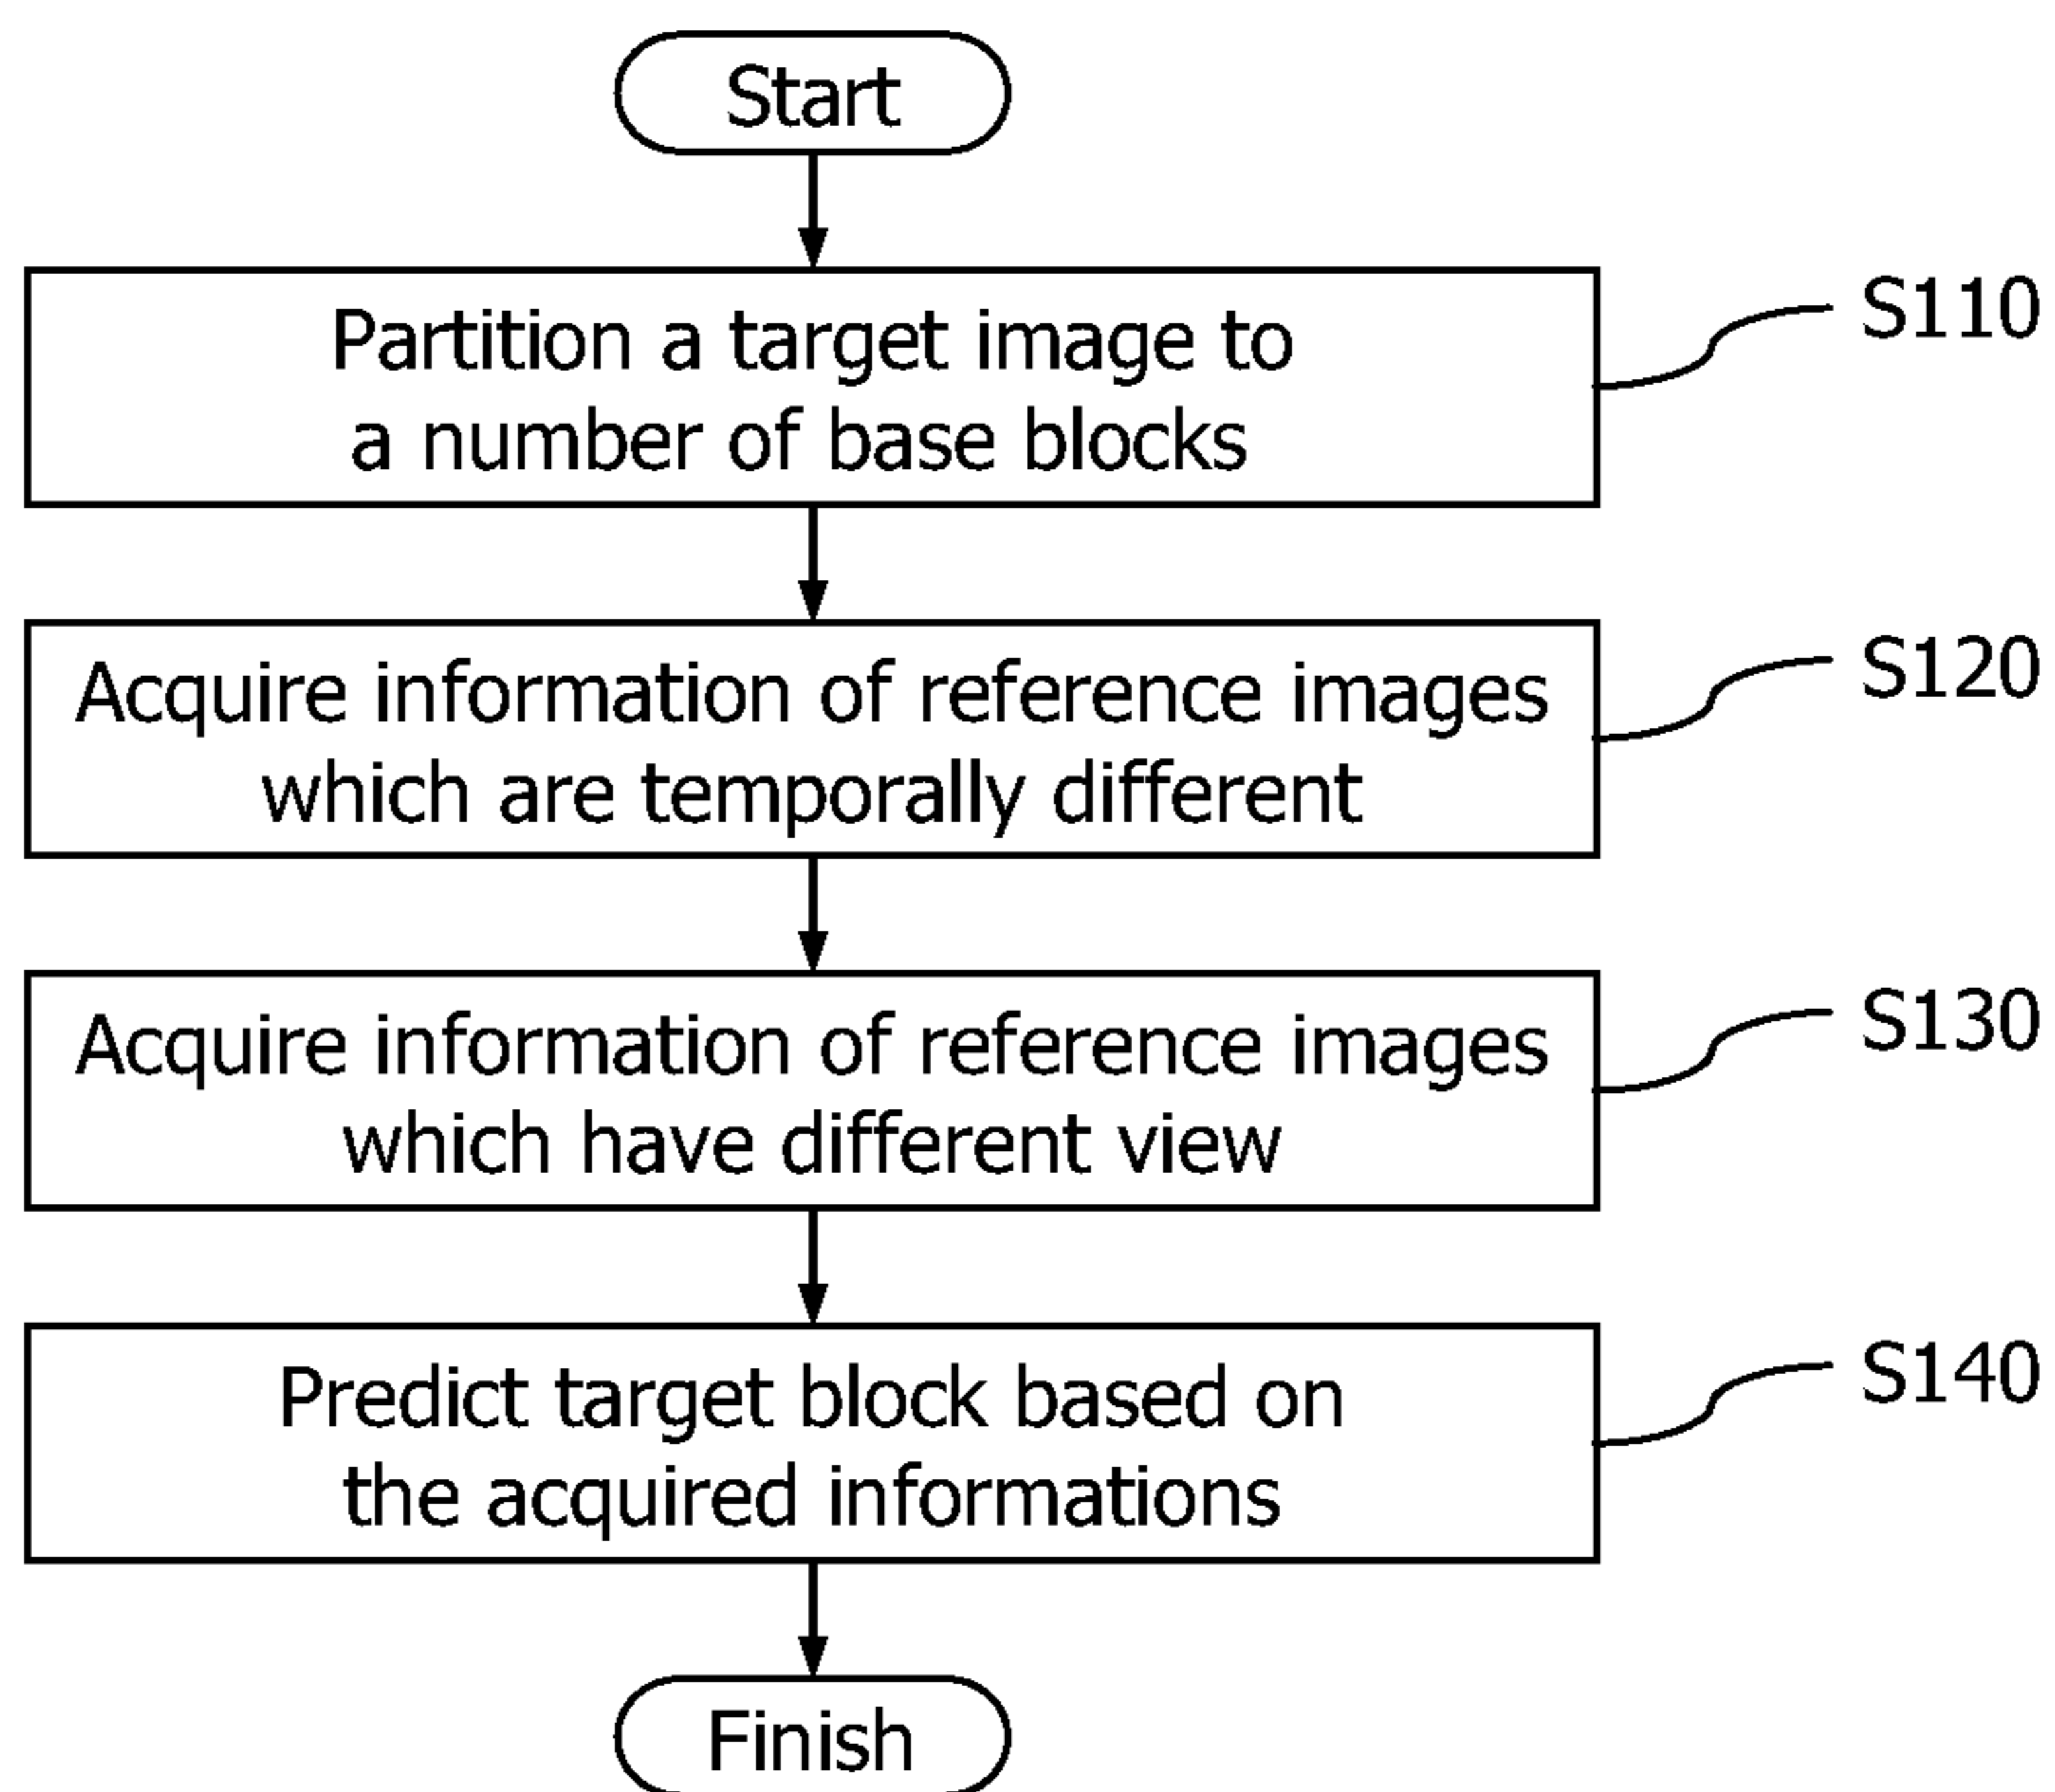 Start
Partition a target image to
a number of base blocks
S110
Acquire information of reference images
which are temporally different
S120
Acquire information of reference images
which have different view
S130
Predict target block based on
the acquired informations
S140
Finish